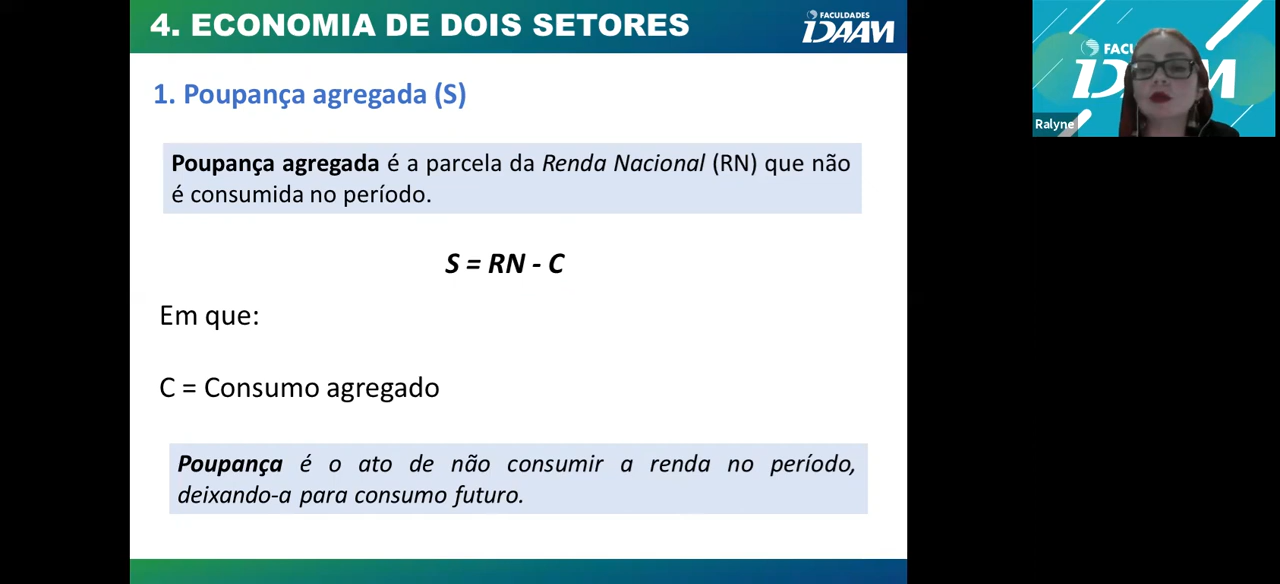 4. ECONOMIA DE DOIS SETORES
FACULDADES
IDAAM
1. Poupança agregada (S)
Poupança agregada é a parcela da Renda Nacional (RN) que não
é consumida no período.
S = RN - C
Em que:
C = Consumo agregado
Poupança é o ato de não consumir a renda no período,
deixando-a para consumo futuro.
Ralyne